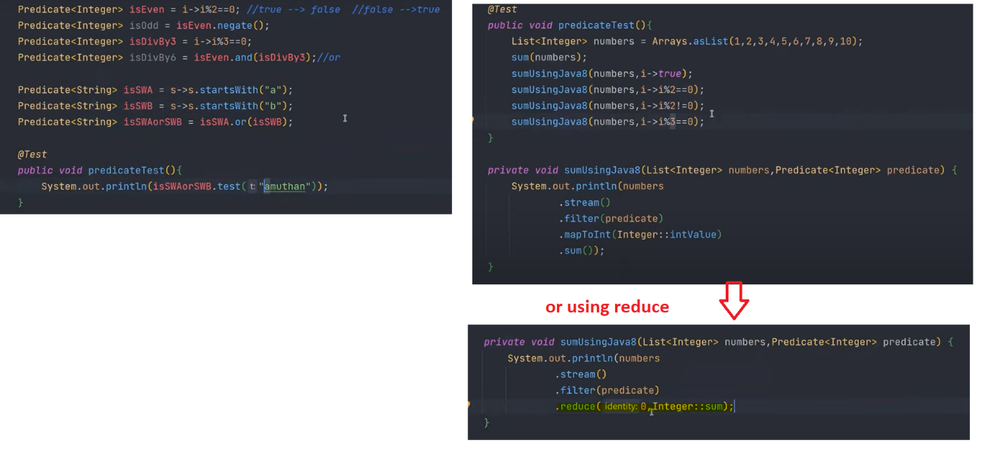 Predicate<Integer> isEven = i->i%2==0; //true --> false  //false -->true
Predicate<Integer> isOdd = isEven.negate();
Predicate<Integer> isDivBy3 = i->i%3==0;
Predicate<Integer> isDivBy6 = isEven.and(isDivBy3);//or
Predicate<String> isSWA = s->s.startsWith("a");
Predicate<String> isSWB = s->s.startsWith("b");
Predicate<String> isSWAorSWB = isSWA.or(isSWB);
@Test
public void predicateTest(){
System.out.println(isSWAorSWB.test( t: "amuthan"));
}
@Test
public void predicateTest(){
List<Integer> numbers = Arrays.asList(1,2,3,4,5,6,7,8,9,10);
sum(numbers);
sumUsingJava8(numbers,i->true);
sumUsingJava8(numbers,i->i%2==0);
sumUsingJava8(numbers,i->i%2!=0);
sumUsingJava8(numbers,i->i%3==0);
}
private void sumUsingJava8(List<Integer> numbers,Predicate<Integer> predicate) {
System.out.println(numbers
.stream()
.filter(predicate)
.mapToInt(Integer::intValue)
.sum());
}
or using reduce
private void sumUsingJava8(List<Integer> numbers,Predicate<Integer> predicate) {
System.out.println(numbers
.stream()
.filter(predicate)
.reduce( identity: 0,Integer::sum);
}